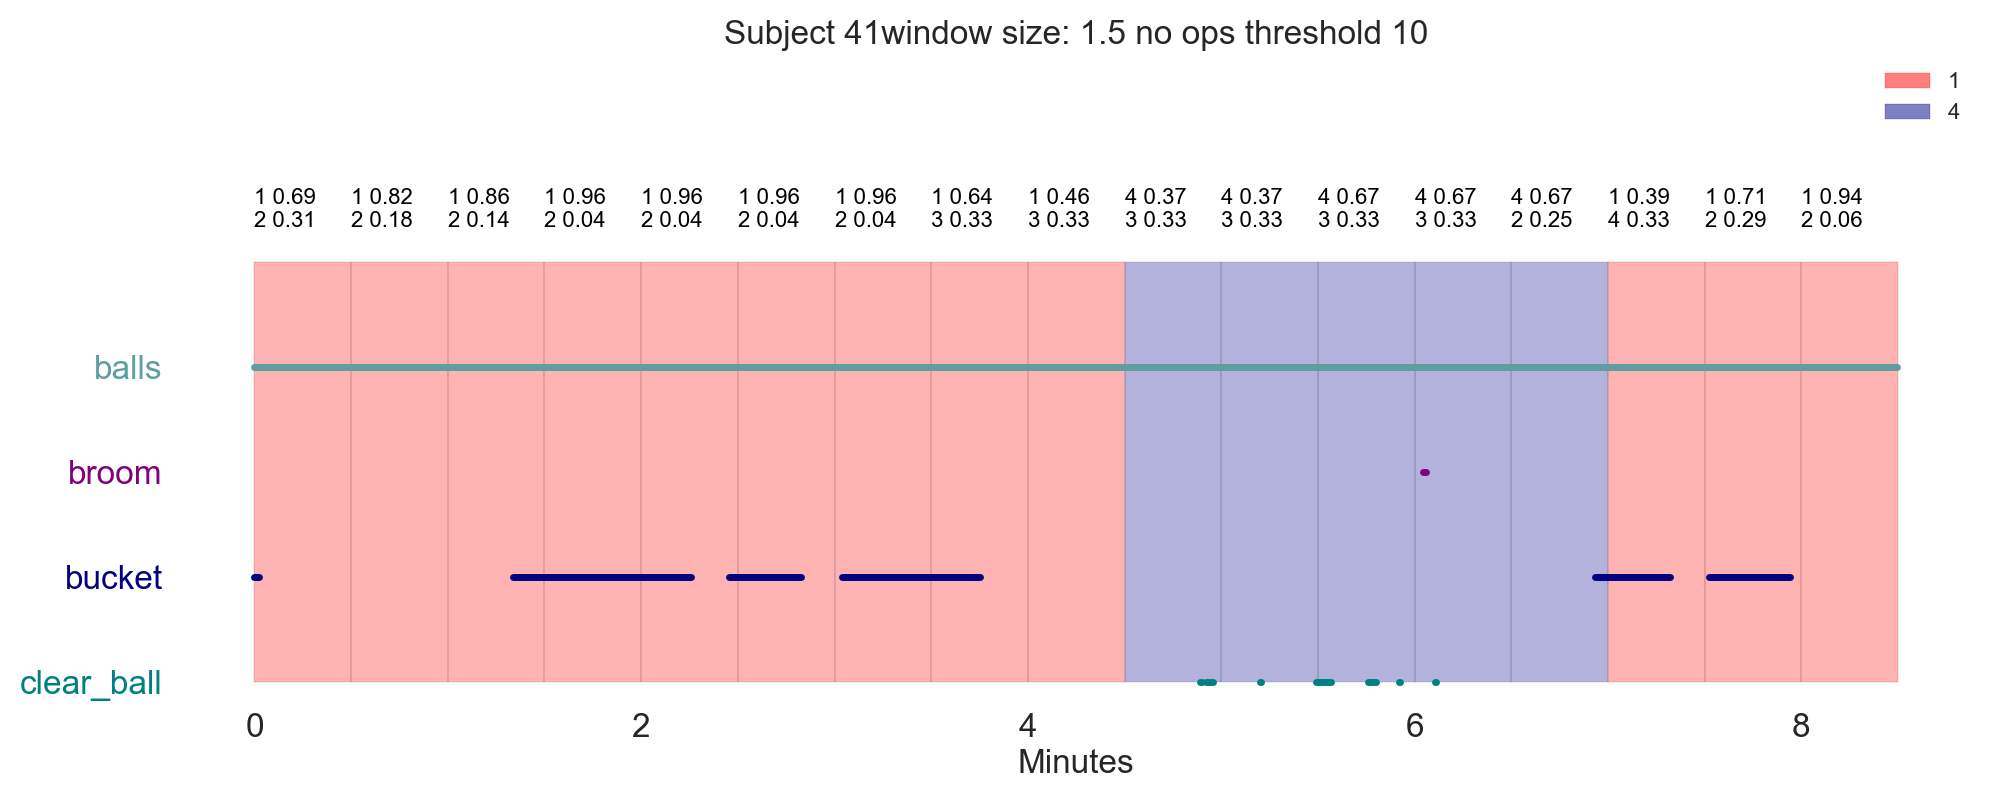 Subject 41window size: 1.5 no ops threshold 10
1
4
1 0.69 1 0.82 1 0.86 1 0.96 1 0.96 1 0.96 1 0.96 1 0.64 1 0.46 4 0.37 4 0.37 4 0.67 4 0.67 4 0.67 1 0.39 1 0.71 1 0.94
2 0.31 2 0.18 2 0.14 2 0.04 2 0.04 2 0.04 2 0.04 3 0.33 3 0.33 3 0.33 3 0.33 3 0.33 3 0.33 2 0.25 4 0.33 2 0.29 2 0.06
balls
broom
bucket
clear_ball
0 2 4 6 8
Minutes